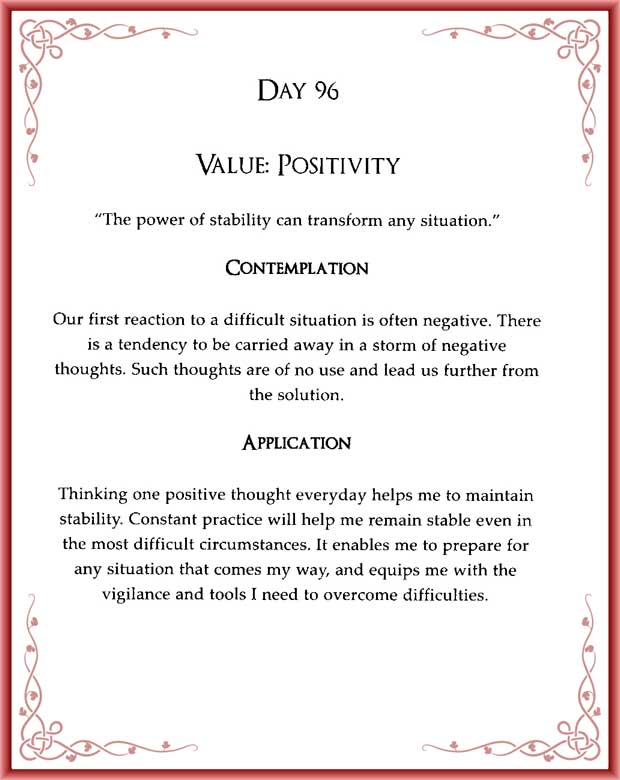 Day 96
Value: Positivity
“The power of stability can transform any situation.”
Contemplation
Our first reaction to a difficult situation is often negative. There
is a tendency to be carried away in a storm of negative
thoughts. Such thoughts are of no use and lead us further from
the solution.
Application
Thinking one positive thought everyday helps me to maintain
stability. Constant practice will help me remain stable even in
the most difficult circumstances. It enables me to prepare for
any situation that comes my way, and equips me with the
vigilance and tools I need to overcome difficulties.